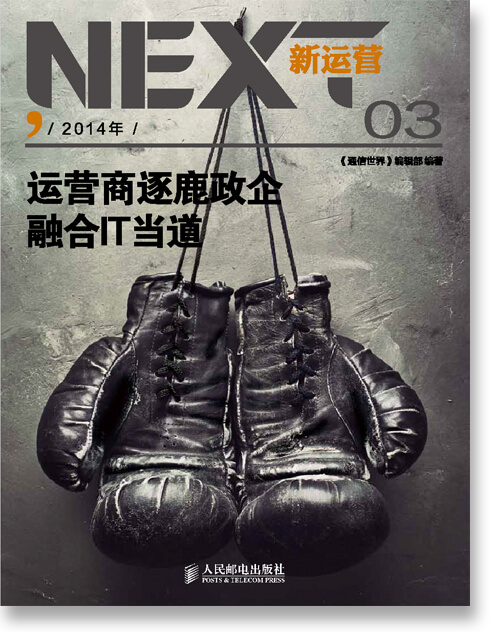 NEXT
新运营
/ 2014年 /
03
《通信世界》编辑部 编著
运营商逐鹿政企
融合IT当道
人民邮电出版社
POSTS & TELECOM PRESS